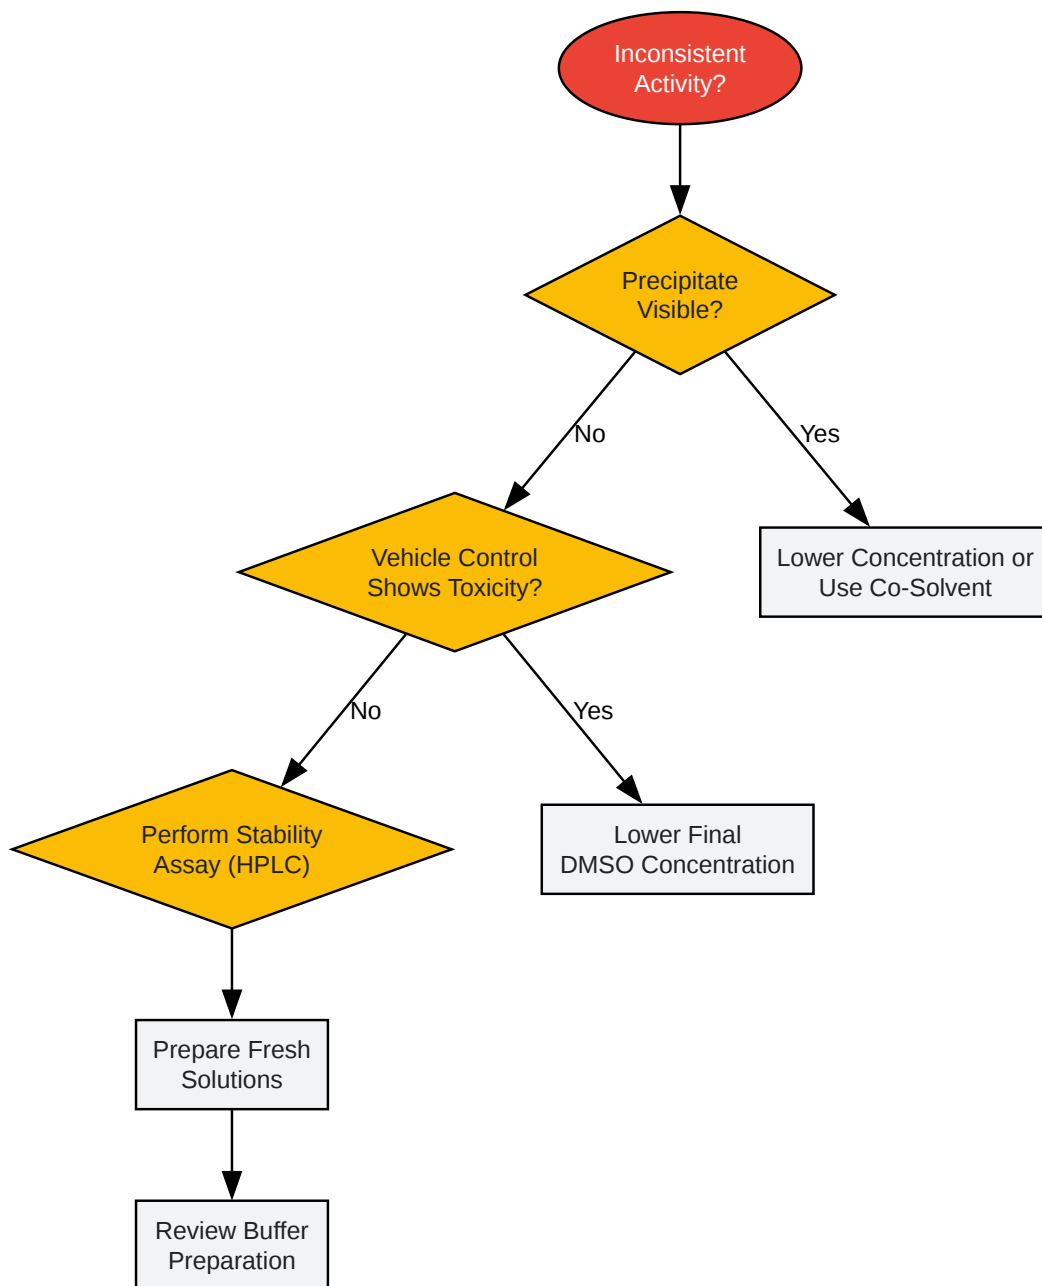 Inconsistent
Activity?
Precipitate
Visible?
No
Yes
Vehicle Control
Shows Toxicity?
Lower Concentration or
Use Co-Solvent
No
Yes
Perform Stability
Assay (HPLC)
Lower Final
DMSO Concentration
Prepare Fresh
Solutions
Review Buffer
Preparation